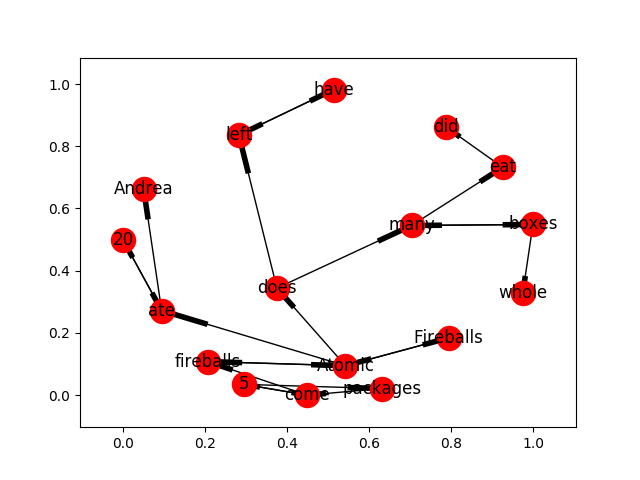 have
left
did
eat
Andrea
many
boxes
20
does
whole
ate
Fireballs
fireballs
Atomic
5
come
packages
0.0
0.2
0.4
0.6
0.8
1.0
0.0
0.2
0.4
0.6
0.8
1.0